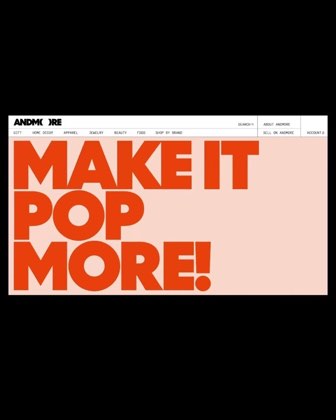 ANDMORE
SEARCH
ABOUT ANDMORE
GIFT HOME DECOR APPAREL JEWELRY BEAUTY FOOD SHOP BY BRAND
SELL ON ANDMORE
ACCOUNT
MAKE IT
POP
MORE!